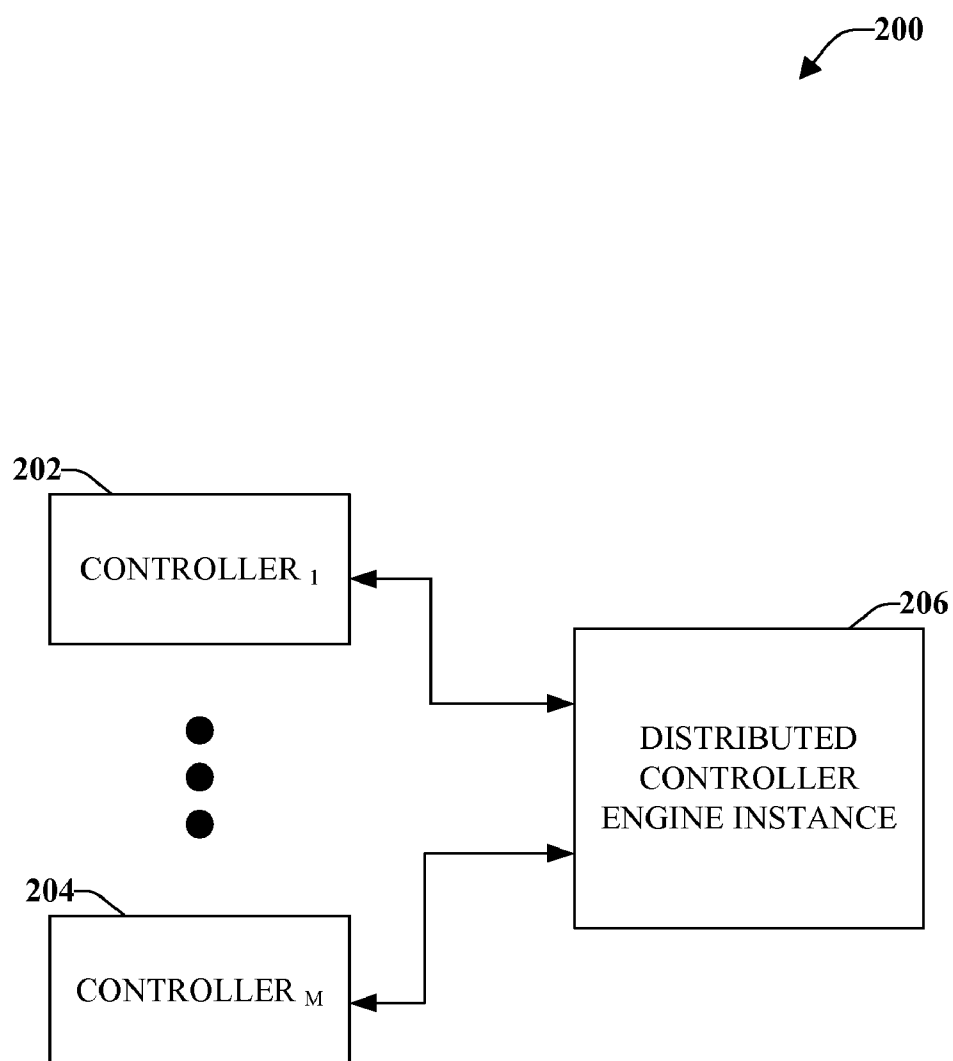 200
202
CONTROLLER 1
206
DISTRIBUTED
CONTROLLER
ENGINE INSTANCE
204
CONTROLLER M